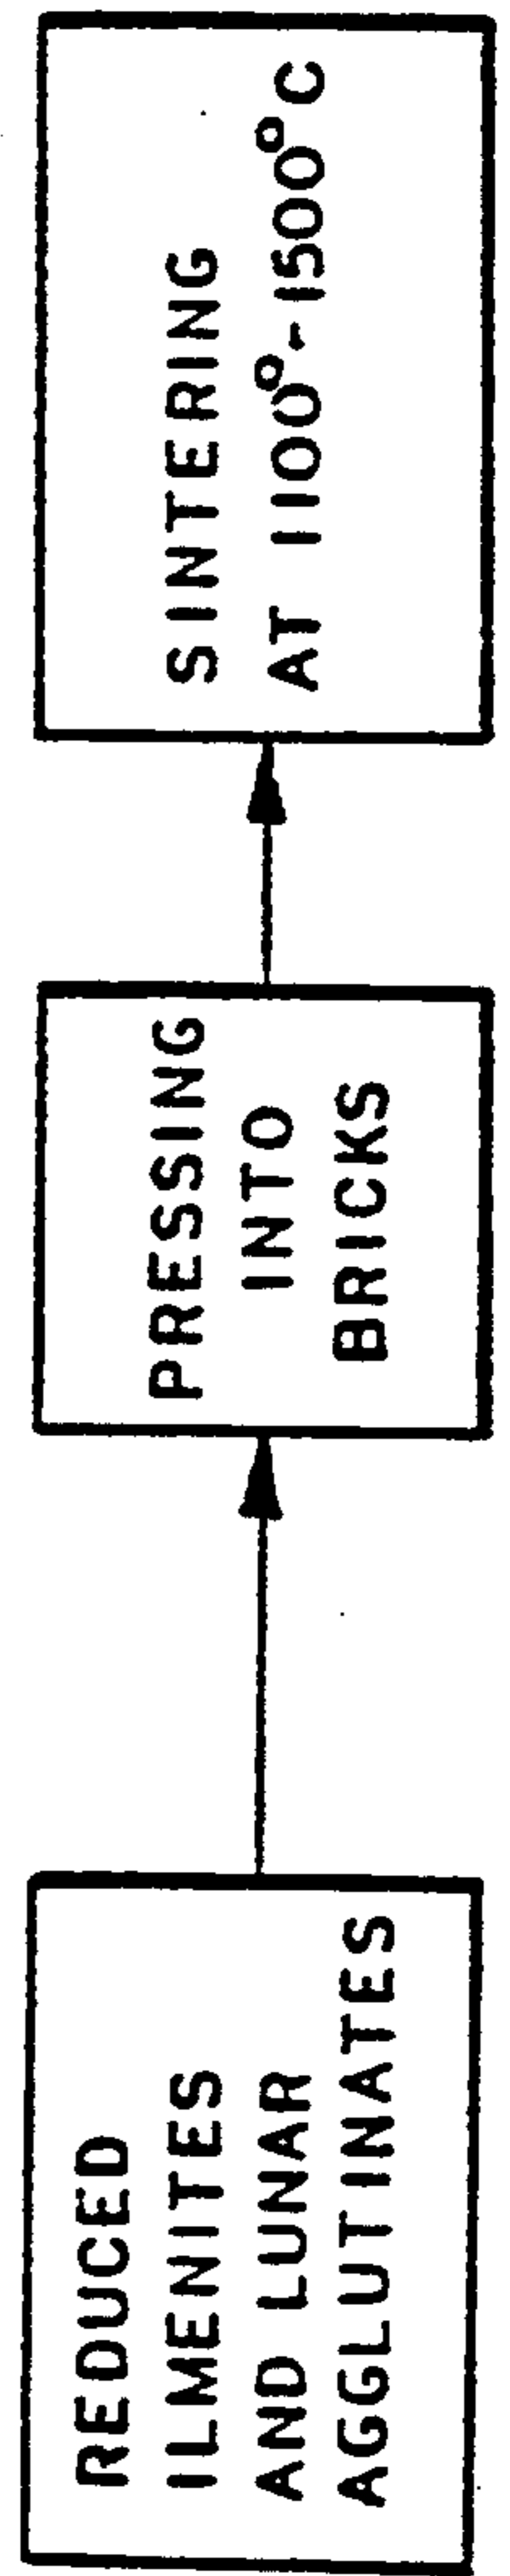 REDUCED
ILMENITES
AND LUNAR
AGGLUTINATES
PRESSING
INTO
BRICKS
SINTERING
AT 1100°-1500°C